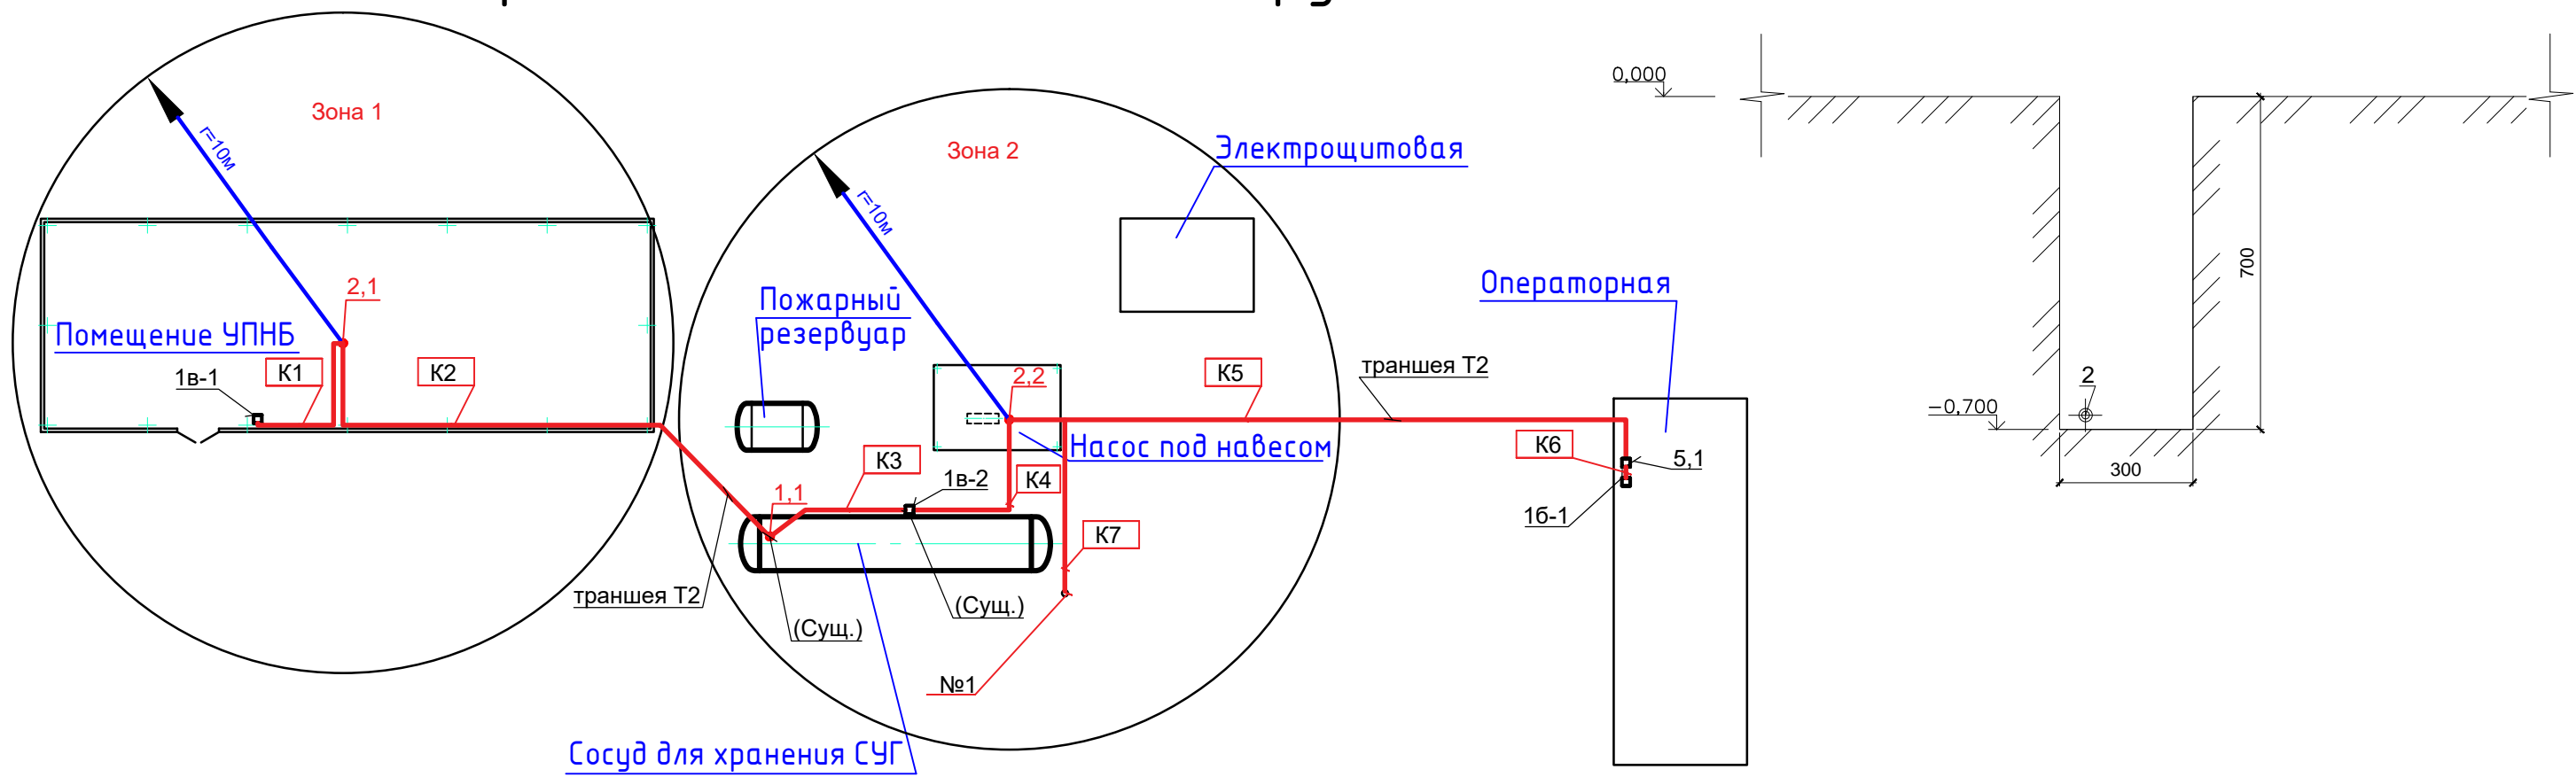 Зона 1
r=10м
2,1
Помещение УПНБ
1в-1
К1
К2
Зона 2
r=10м
Электрощитовая
Пожарный
резервуар
2,2
К5
траншея Т2
Операторная
Насос под навесом
К3
1в-2
К4
К6
5,1
1,1
1б-1
К7
траншея Т2
(Сущ.)
(Сущ.)
№1
Сосуд для хранения СУГ
0,000
700
2
-0,700
300